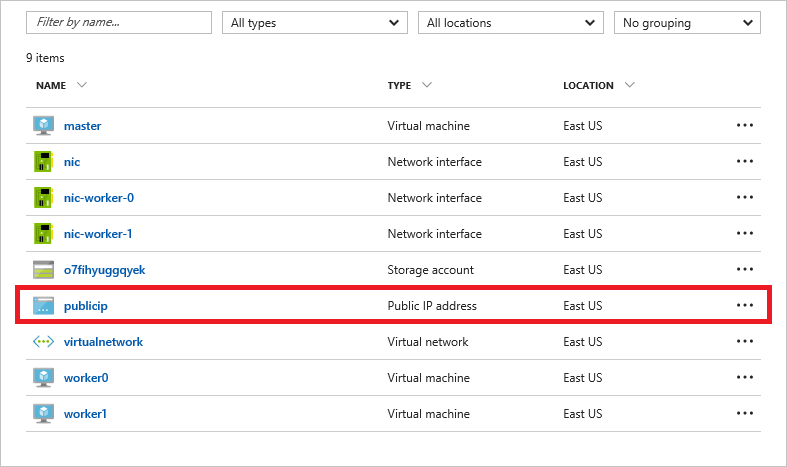 Filter by name... All types All locations No grouping
9 items
NAME TYPE LOCATION
master Virtual machine East US
nic Network interface East US
nic-worker-0 Network interface East US
nic-worker-1 Network interface East US
o7fihyuggqyek Storage account East US
publicip Public IP address East US
virtualnetwork Virtual network East US
worker0 Virtual machine East US
worker1 Virtual machine East US